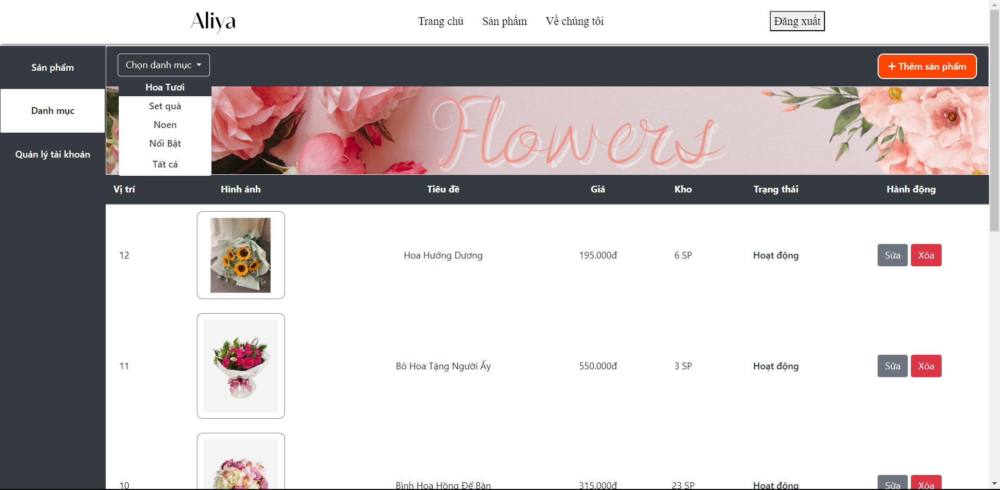 Aliya
Trang chủ Sản phẩm Về chúng tôi
Đăng xuất
Sản phẩm
Danh mục
Quản lý tài khoản
Chọn danh mục
+ Thêm sản phẩm
Hoa Tươi
Set quà
Noen
Nổi Bật
Tất cả
Flowers
Vị trí Hình ảnh Tiêu đề Giá Kho Trạng thái Hành động
12 Hoa Hướng Dương 195.000đ 6 SP Hoạt động Sửa Xóa
11 Bó Hoa Tặng Người Ấy 550.000đ 3 SP Hoạt động Sửa Xóa
10 Bình Hoa Hồng Để Bàn 315.000đ 23 SP Hoạt động Sửa Xóa